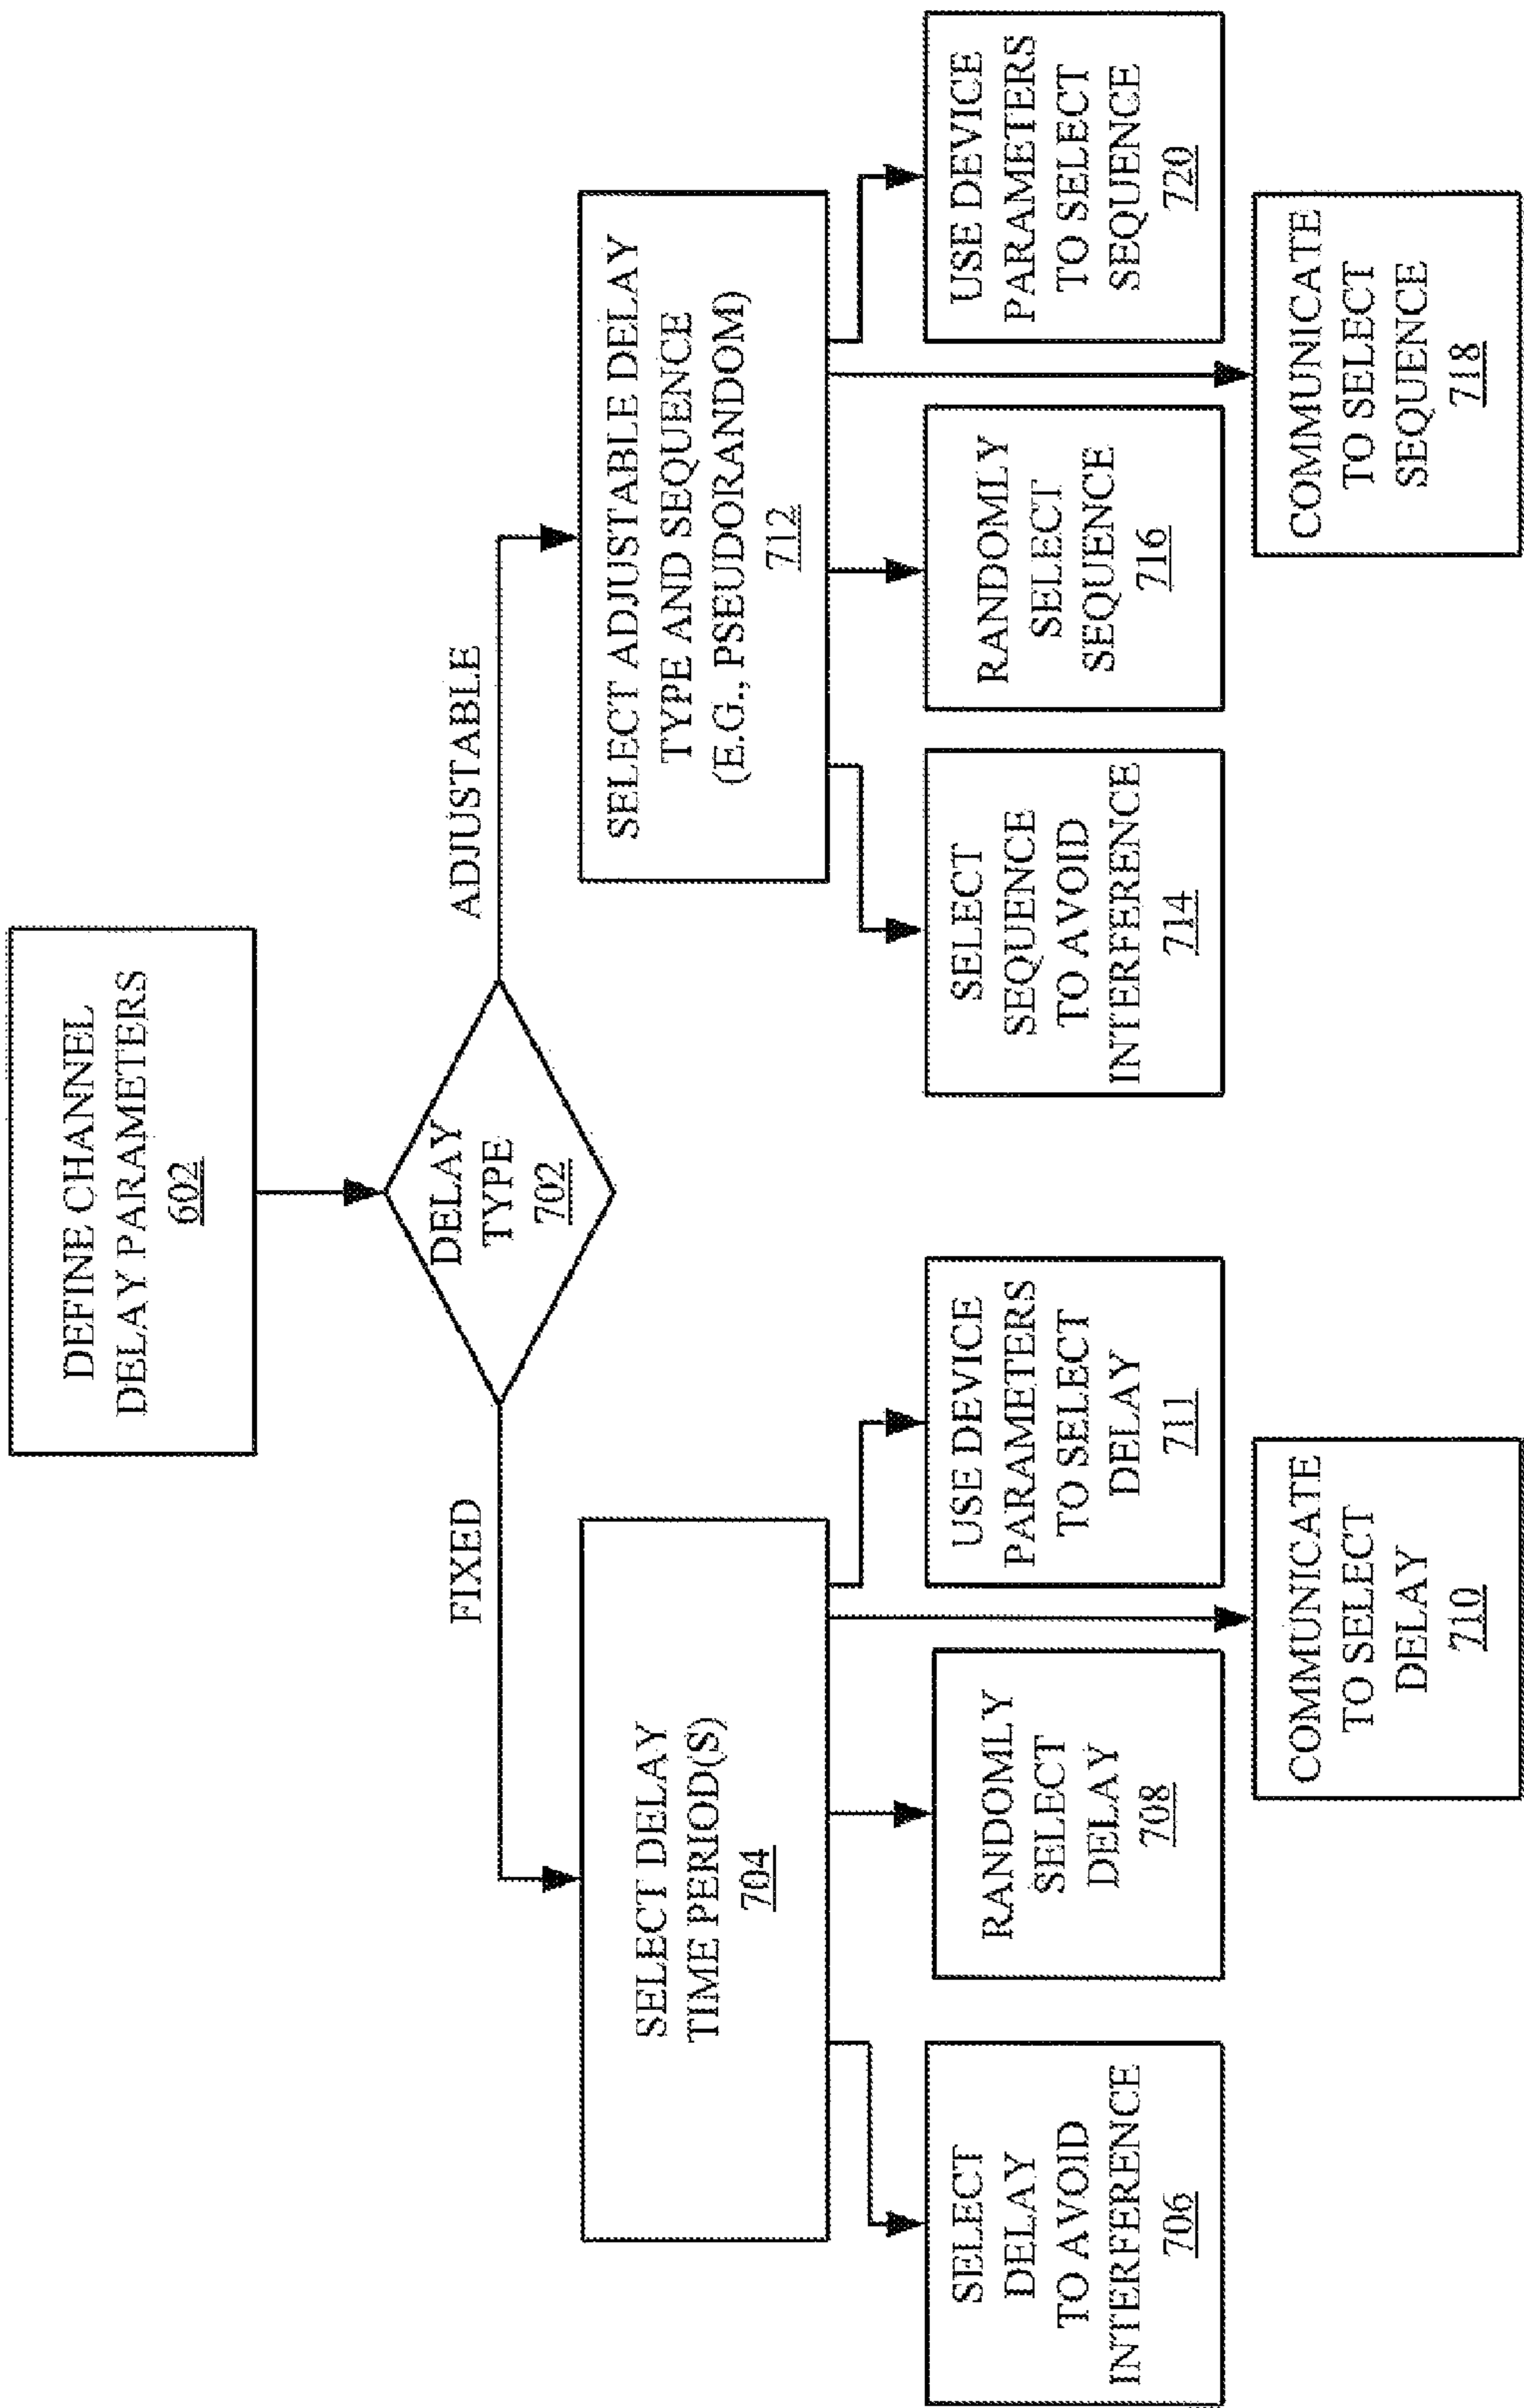 DEFINE CHANNEL
DELAY PARAMETERS
602
DELAY
TYPE
702
FIXED
ADJUSTABLE
SELECT DELAY
TIME PERIOD(S)
704
SELECT ADJUSTABLE DELAY
TYPE AND SEQUENCE
(E.G., PSEUDORANDOM)
712
SELECT
DELAY
TO AVOID
INTERFERENCE
706
RANDOMLY
SELECT
DELAY
708
USE DEVICE
PARAMETERS
TO SELECT
DELAY
711
SELECT
SEQUENCE
TO AVOID
INTERFERENCE
714
RANDOMLY
SELECT
SEQUENCE
716
USE DEVICE
PARAMETERS
TO SELECT
SEQUENCE
720
COMMUNICATE
TO SELECT
DELAY
710
COMMUNICATE
TO SELECT
SEQUENCE
718